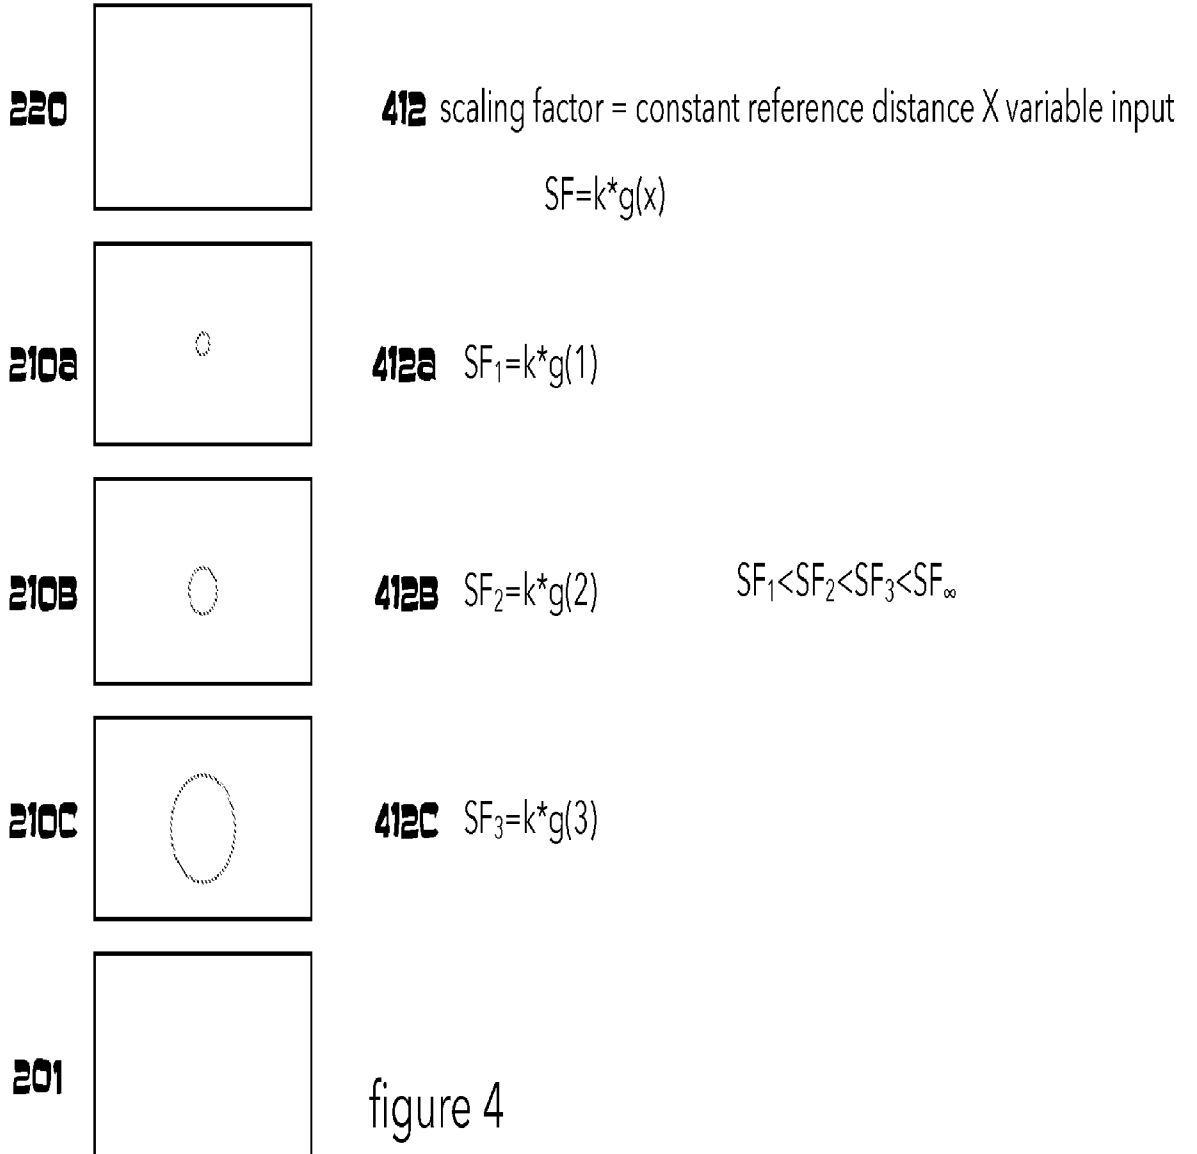 220
412 scaling factor = constant reference distance X variable input
SF=k*g(x)
210a
412a SF₁=k*g(1)
210B
412B SF₂=k*g(2)
SF₁<SF₂<SF₃<SF∞
210C
412C SF₃=k*g(3)
201
figure 4